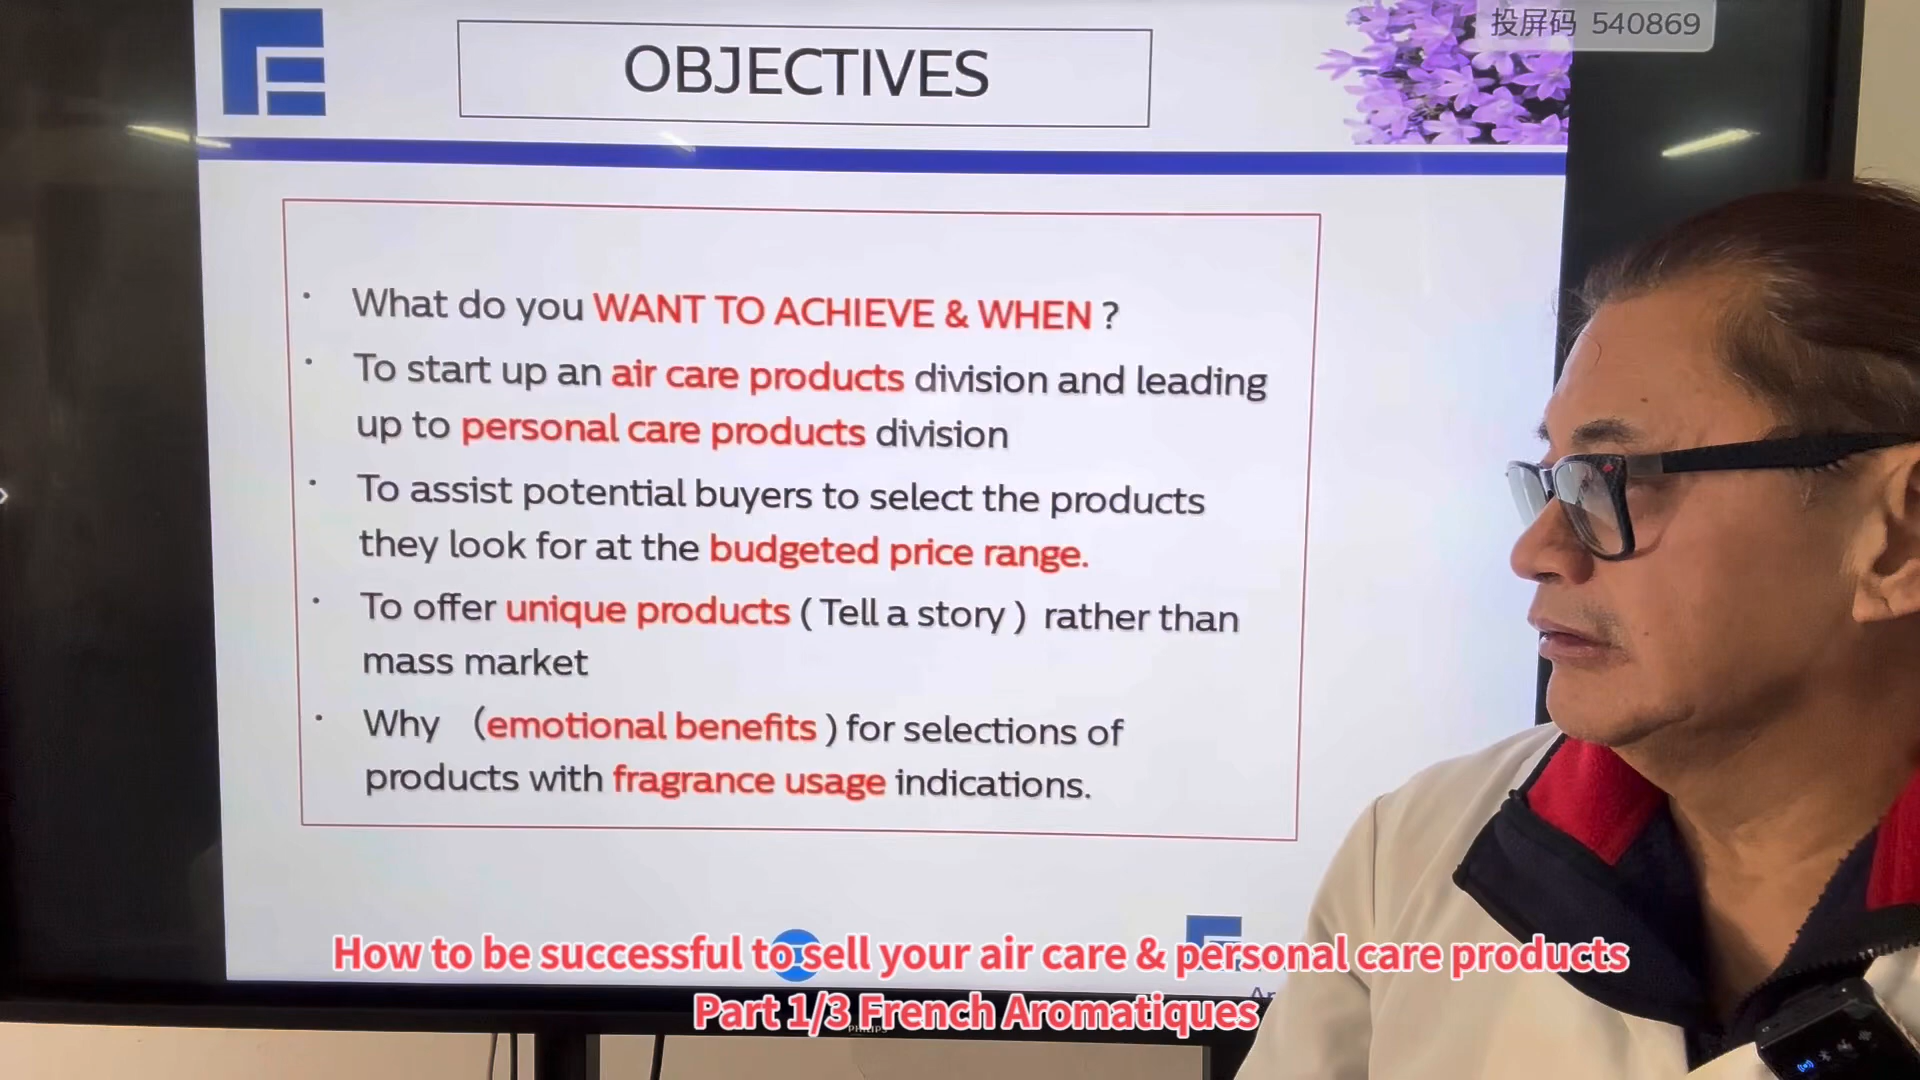 投屏码 540869
OBJECTIVES
• What do you WANT TO ACHIEVE & WHEN ?
• To start up an air care products division and leading
up to personal care products division
• To assist potential buyers to select the products
they look for at the budgeted price range.
• To offer unique products ( Tell a story ) rather than
mass market
• Why (emotional benefits ) for selections of
products with fragrance usage indications.
How to be successful to sell your air care & personal care products
Part 1/3 French Aromatiques
PHILIPS